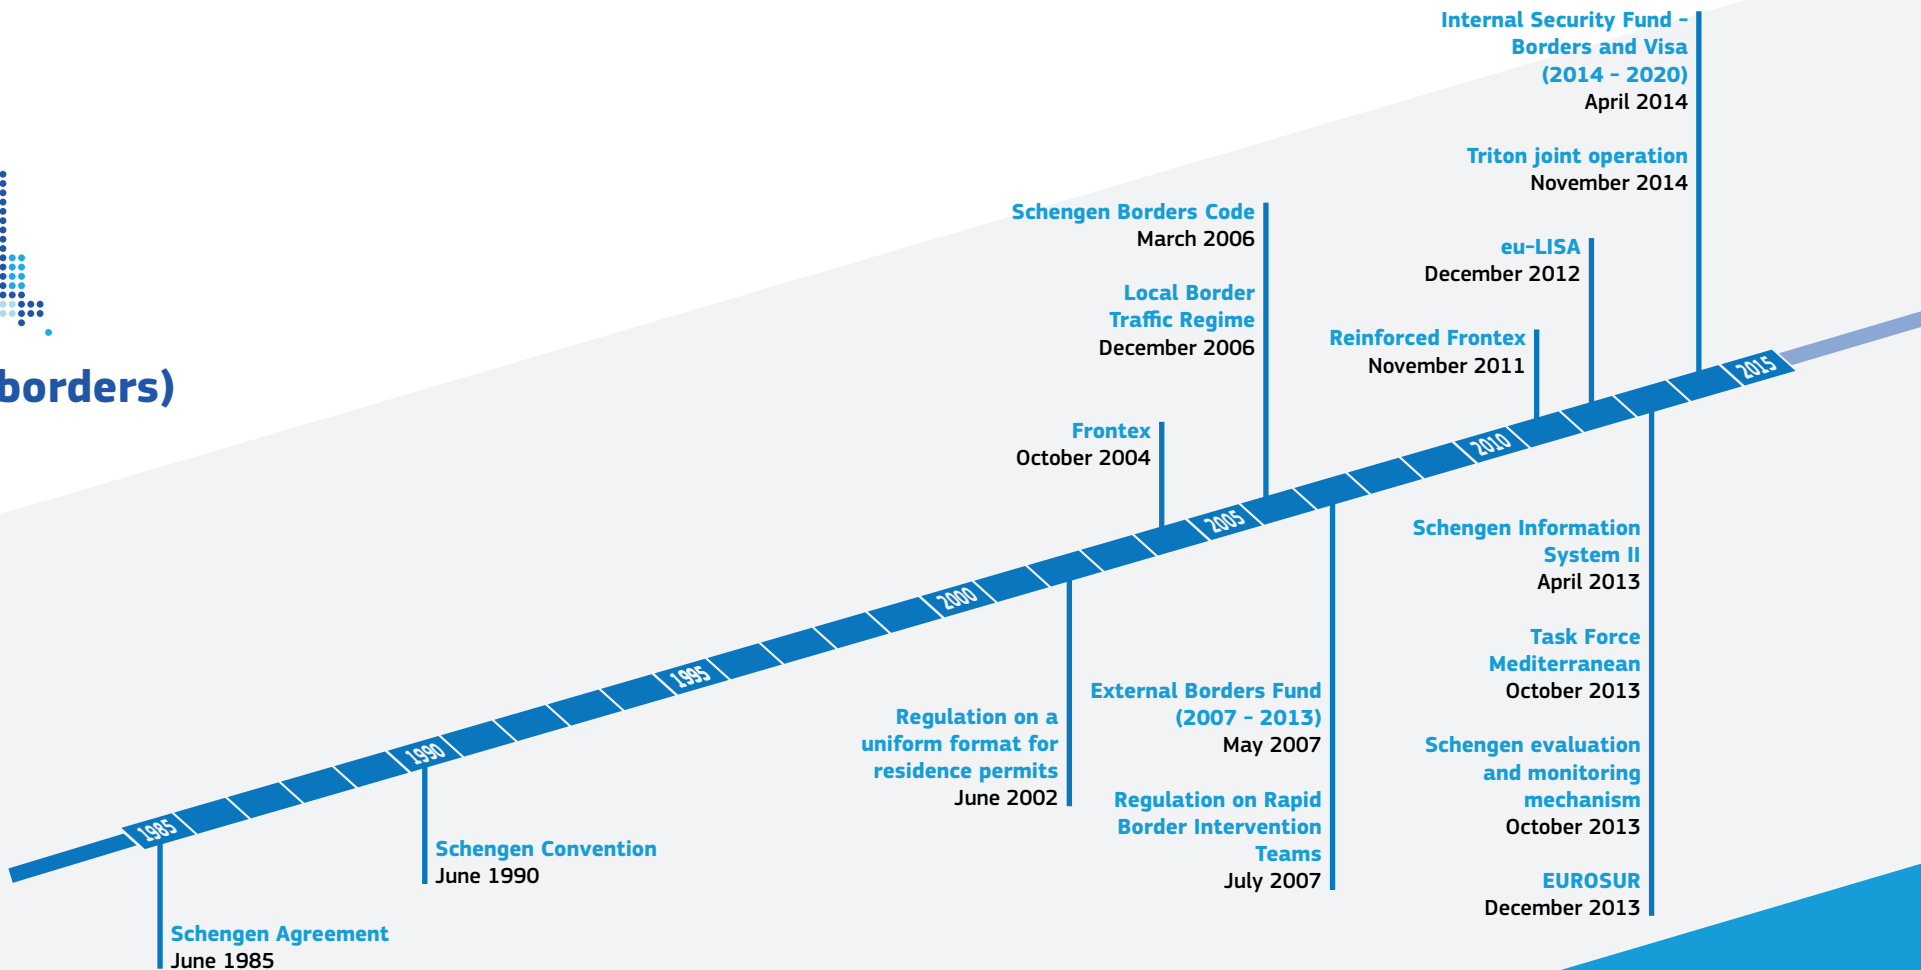 borders)
Internal Security Fund -
Borders and Visa
(2014 - 2020)
April 2014
Triton joint operation
November 2014
Schengen Borders Code
March 2006
Local Border
Traffic Regime
December 2006
eu-LISA
December 2012
Reinforced Frontex
November 2011
Frontex
October 2004
1985
1990
1995
2000
2005
2010
2015
Schengen Agreement
June 1985
Schengen Convention
June 1990
Regulation on a
uniform format for
residence permits
June 2002
External Borders Fund
(2007 - 2013)
May 2007
Regulation on Rapid
Border Intervention
Teams
July 2007
Schengen Information
System II
April 2013
Task Force
Mediterranean
October 2013
Schengen evaluation
and monitoring
mechanism
October 2013
EUROSUR
December 2013